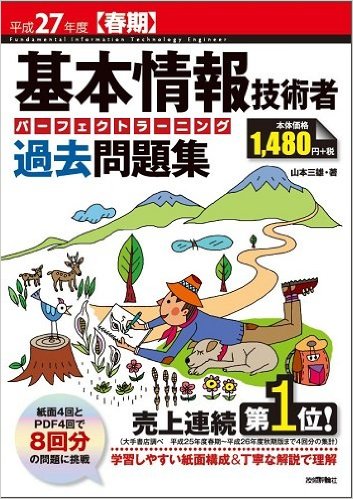 平成27年度【春期】
Fundamental Information Technology Engineer
基本情報技術者
パーフェクトラーニング
過去問題集
本体価格
1,480円+税
山本三雄・著
紙面4回と
PDF4回で
8回分
の問題に挑戦
売上連続第1位!
(大手書店調べ 平成25年度春期〜平成26年度秋期版まで4回分の集計)
学習しやすい紙面構成&丁寧な解説で理解
技術評論社